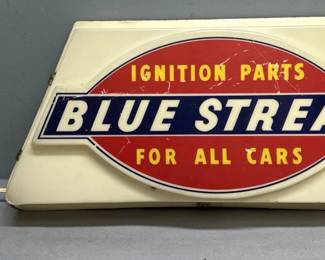 IGNITION PARTS
BLUE STREA
FOR ALL CARS